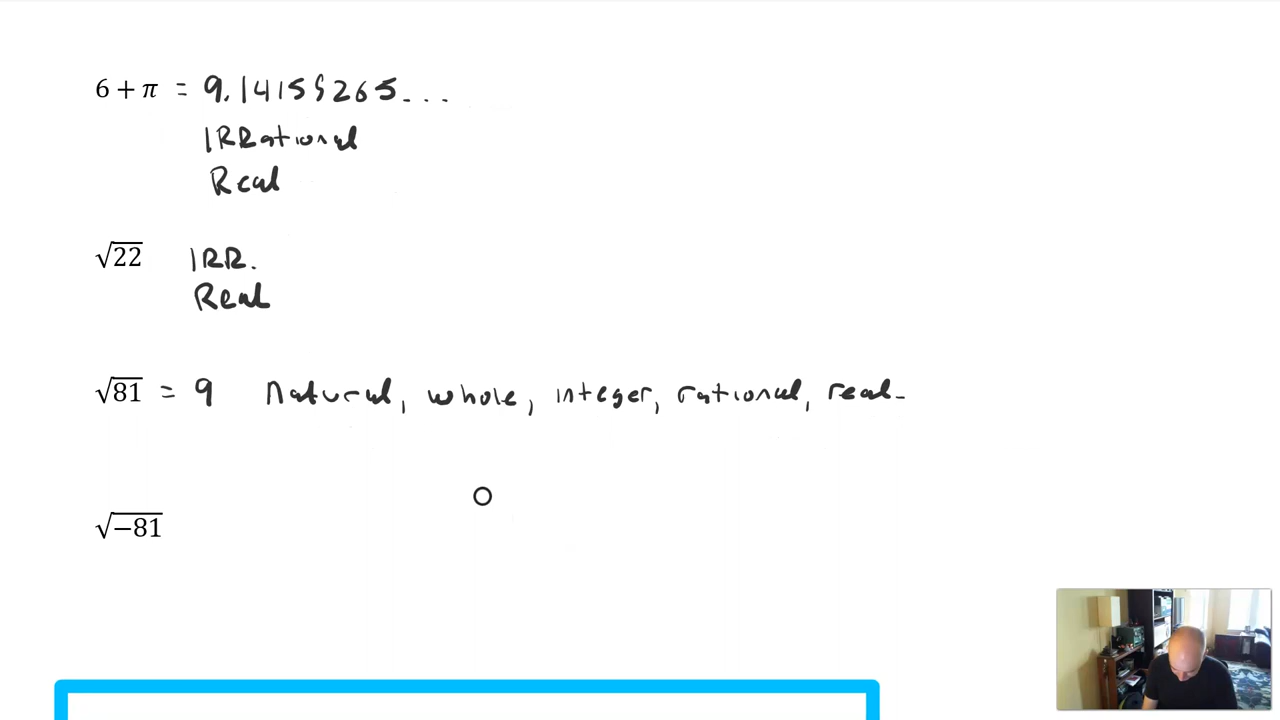 6 + π = 9.14159265...
IRRational
Real
√22 IRR.
Real
√81 = 9 natural, whole, integer, rational, real.
√−81